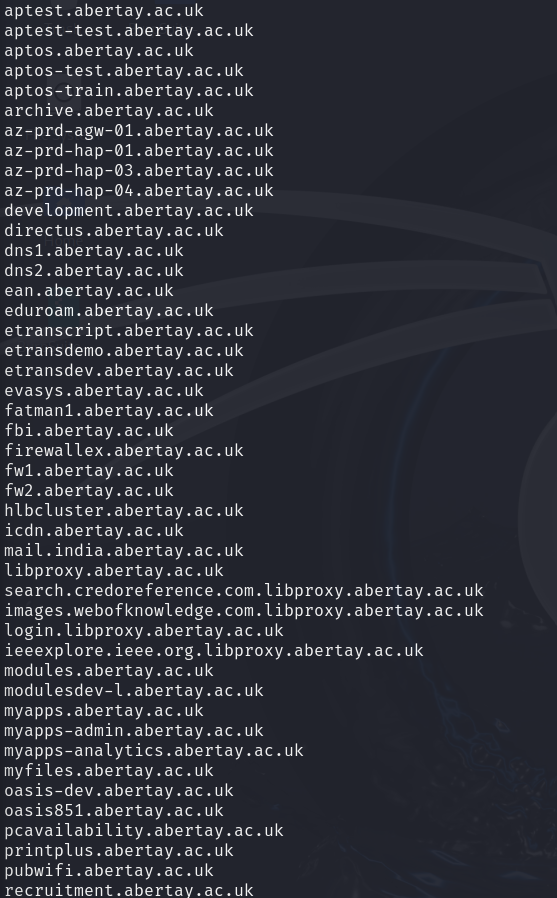 aptest.abertay.ac.uk
aptest-test.abertay.ac.uk
aptos.abertay.ac.uk
aptos-test.abertay.ac.uk
aptos-train.abertay.ac.uk
archive.abertay.ac.uk
az-prd-agw-01.abertay.ac.uk
az-prd-hap-01.abertay.ac.uk
az-prd-hap-03.abertay.ac.uk
az-prd-hap-04.abertay.ac.uk
development.abertay.ac.uk
directus.abertay.ac.uk
dns1.abertay.ac.uk
dns2.abertay.ac.uk
ean.abertay.ac.uk
eduroam.abertay.ac.uk
etranscript.abertay.ac.uk
etransdemo.abertay.ac.uk
etransdev.abertay.ac.uk
evasys.abertay.ac.uk
fatman1.abertay.ac.uk
fbi.abertay.ac.uk
firewallex.abertay.ac.uk
fw1.abertay.ac.uk
fw2.abertay.ac.uk
hlbcluster.abertay.ac.uk
icdn.abertay.ac.uk
mail.india.abertay.ac.uk
libproxy.abertay.ac.uk
search.credoreference.com.libproxy.abertay.ac.uk
images.webofknowledge.com.libproxy.abertay.ac.uk
login.libproxy.abertay.ac.uk
ieeexplore.ieee.org.libproxy.abertay.ac.uk
modules.abertay.ac.uk
modulesdev-l.abertay.ac.uk
myapps.abertay.ac.uk
myapps-admin.abertay.ac.uk
myapps-analytics.abertay.ac.uk
myfiles.abertay.ac.uk
oasis-dev.abertay.ac.uk
oasis851.abertay.ac.uk
pcavailability.abertay.ac.uk
printplus.abertay.ac.uk
pubwifi.abertay.ac.uk
recruitment.abertay.ac.uk